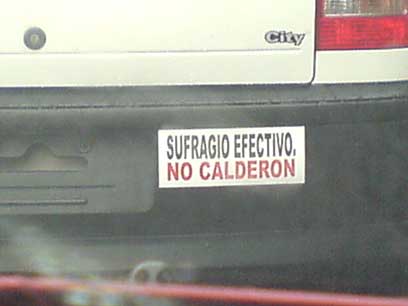 City
SUFRAGIO EFECTIVO.
NO CALDERON